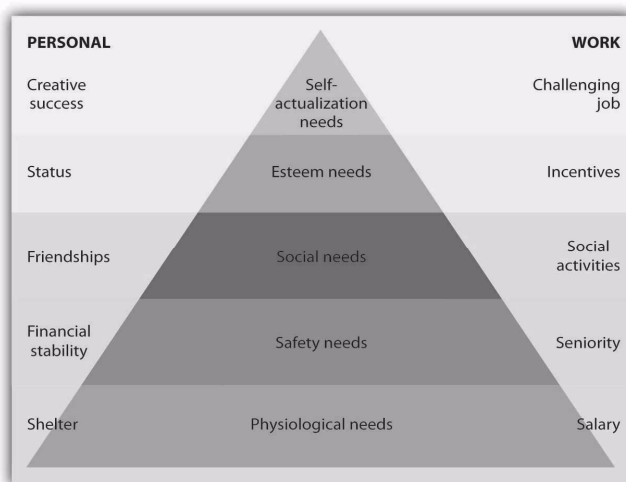 PERSONAL
WORK
Creative
success
Self-
actualization
needs
Challenging
job
Status
Esteem needs
Incentives
Friendships
Social needs
Social
activities
Financial
stability
Safety needs
Seniority
Shelter
Physiological needs
Salary